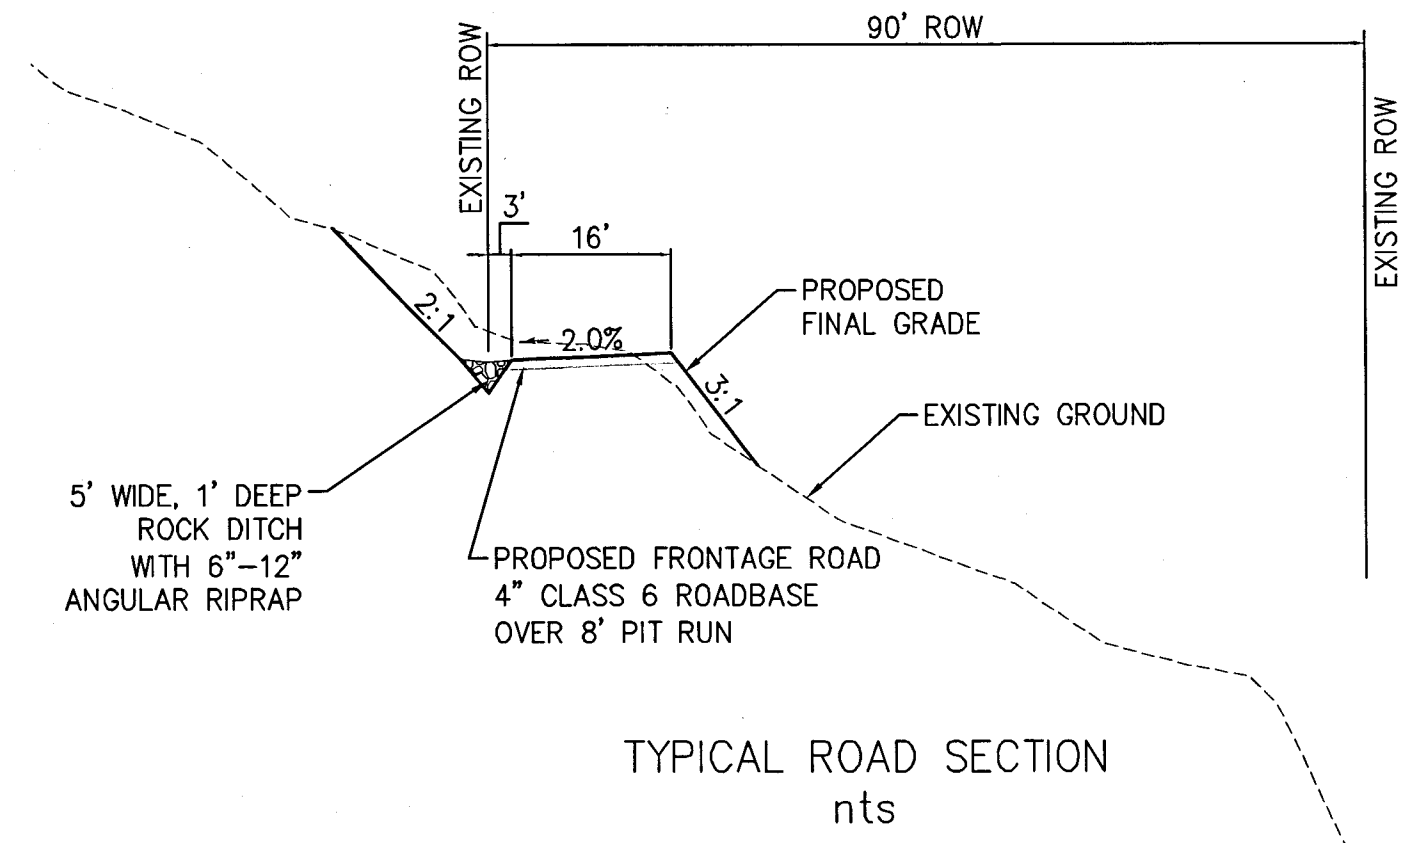 90' ROW
EXISTING ROW
EXISTING ROW
3'
16'
2:1
2.0%
3:1
PROPOSED
FINAL GRADE
EXISTING GROUND
5' WIDE, 1' DEEP
ROCK DITCH
WITH 6"-12"
ANGULAR RIPRAP
PROPOSED FRONTAGE ROAD
4" CLASS 6 ROADBASE
OVER 8' PIT RUN
TYPICAL ROAD SECTION
nts